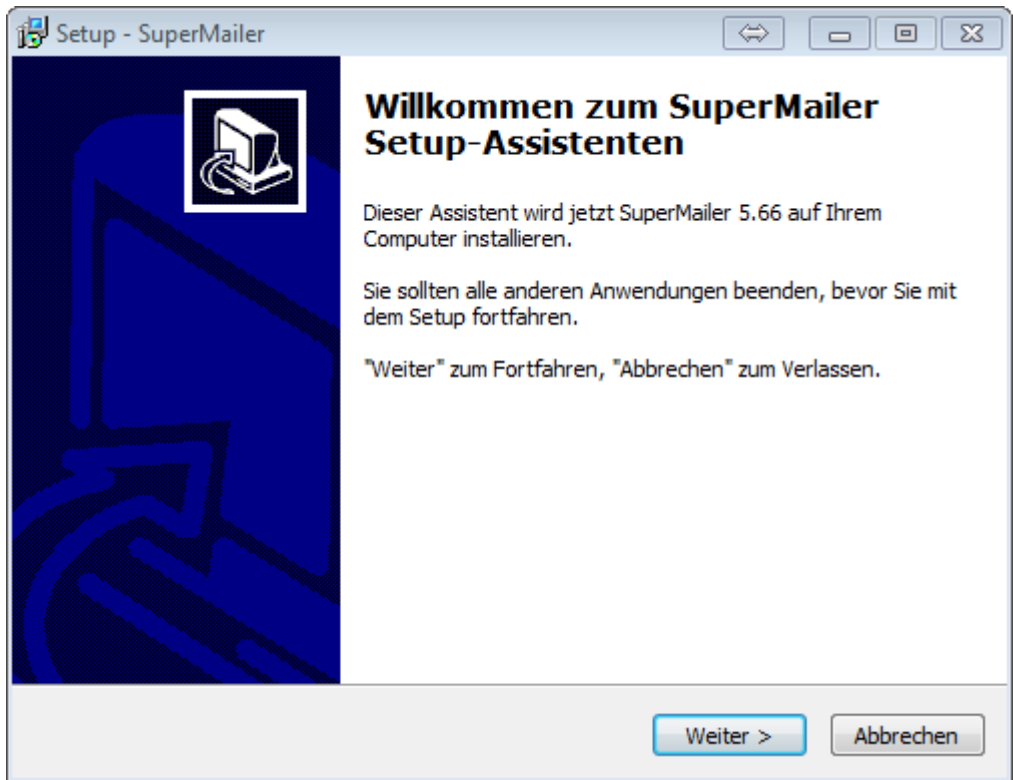 Setup - SuperMailer
Willkommen zum SuperMailer
Setup-Assistenten
Dieser Assistent wird jetzt SuperMailer 5.66 auf Ihrem
Computer installieren.
Sie sollten alle anderen Anwendungen beenden, bevor Sie mit
dem Setup fortfahren.
"Weiter" zum Fortfahren, "Abbrechen" zum Verlassen.
Weiter >
Abbrechen